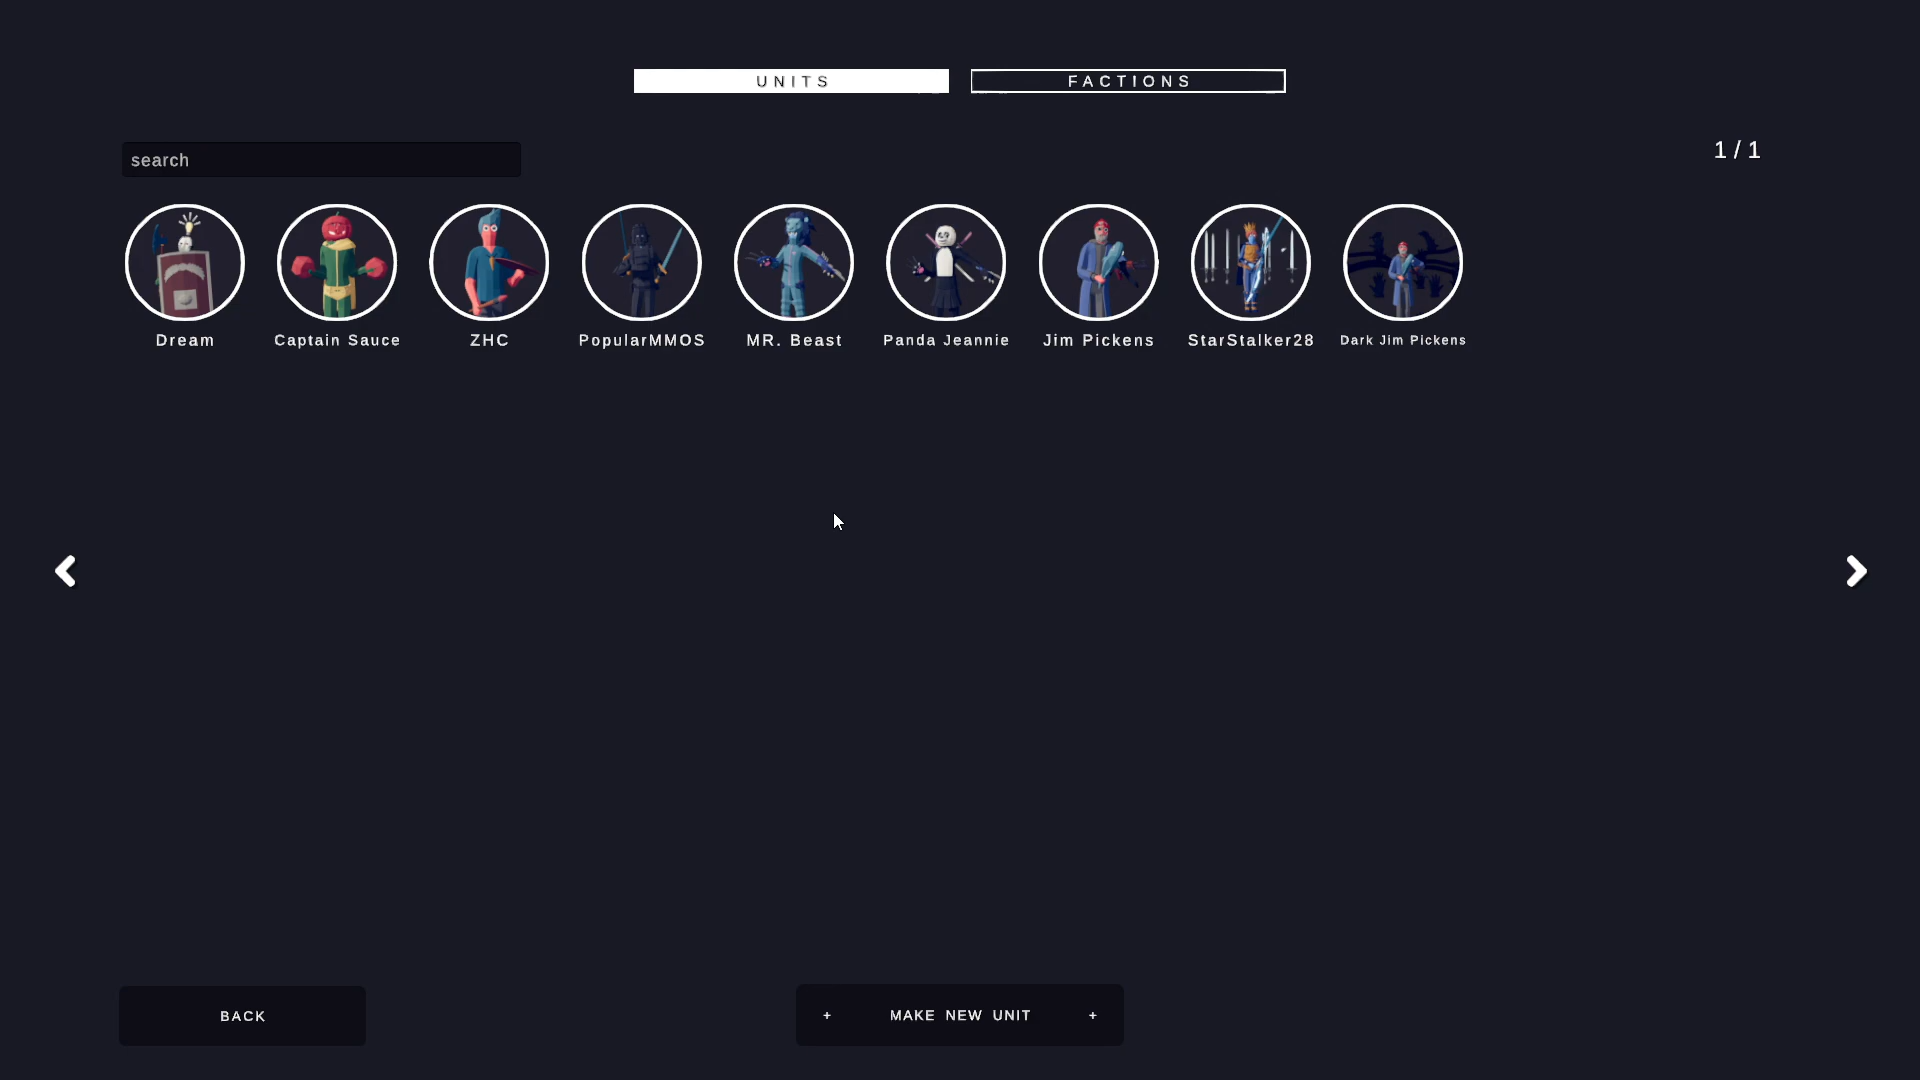 UNITS
FACTIONS
1 / 1
search
Dream
Captain Sauce
ZHC
PopularMMOS
MR. Beast
Panda Jeannie
Jim Pickens
StarStalker28
Dark Jim Pickens
BACK
+ MAKE NEW UNIT +